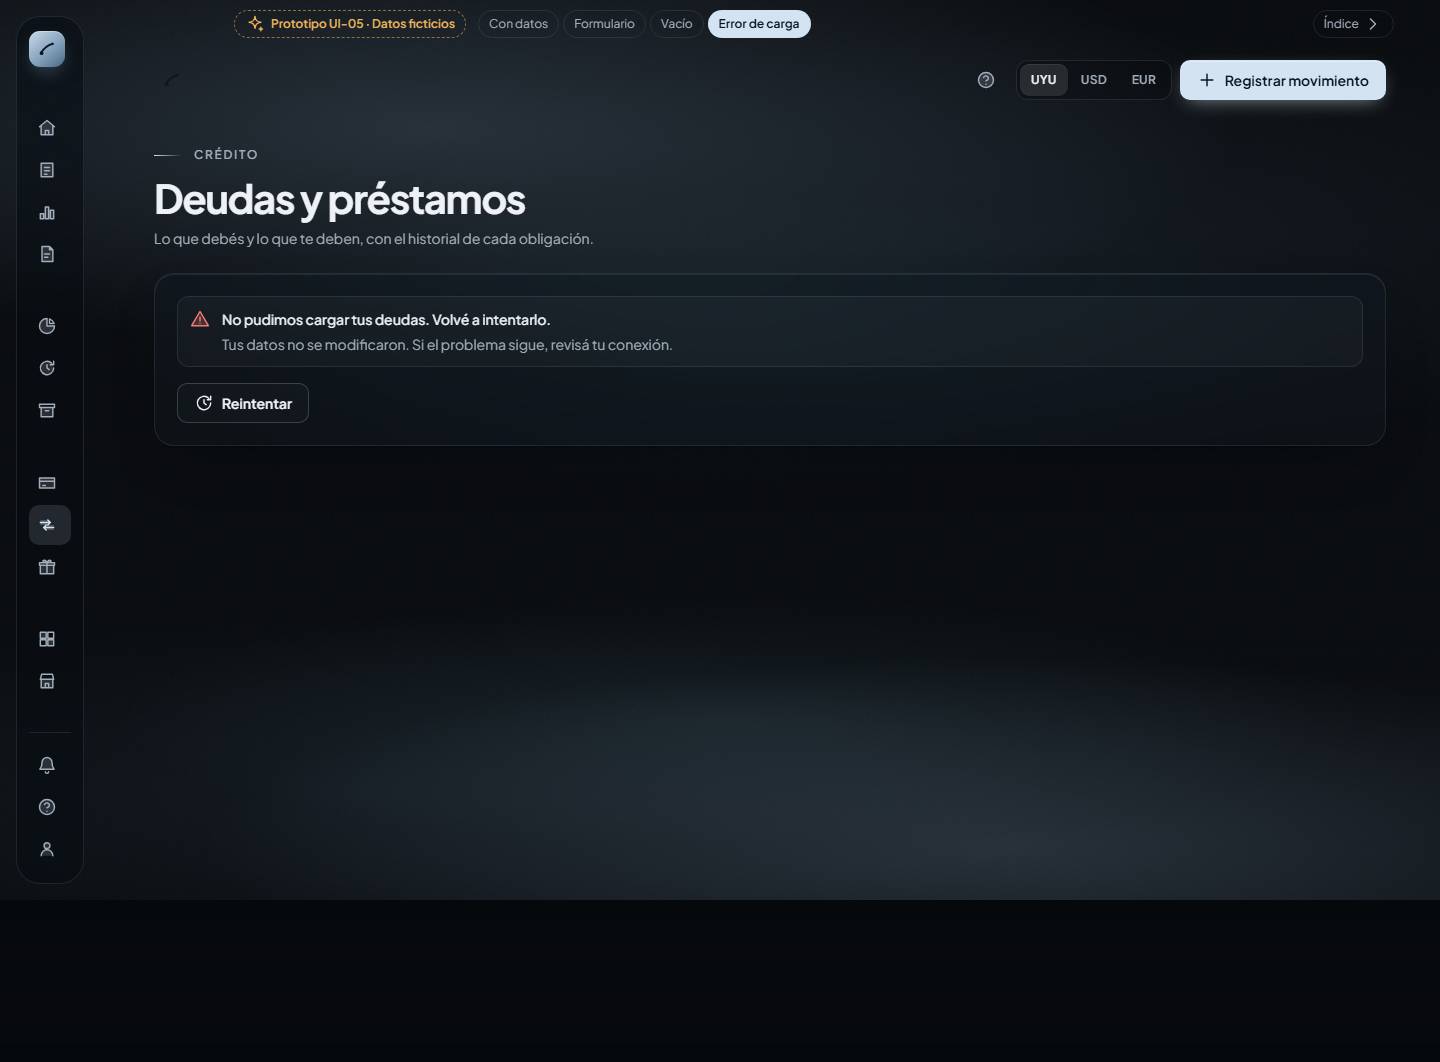 Prototipo UI-05 · Datos ficticios
Con datos
Formulario
Vacío
Error de carga
Índice
UYU
USD
EUR
Registrar movimiento
CRÉDITO
Deudas y préstamos
Lo que debés y lo que te deben, con el historial de cada obligación.
No pudimos cargar tus deudas. Volvé a intentarlo.
Tus datos no se modificaron. Si el problema sigue, revisá tu conexión.
Reintentar